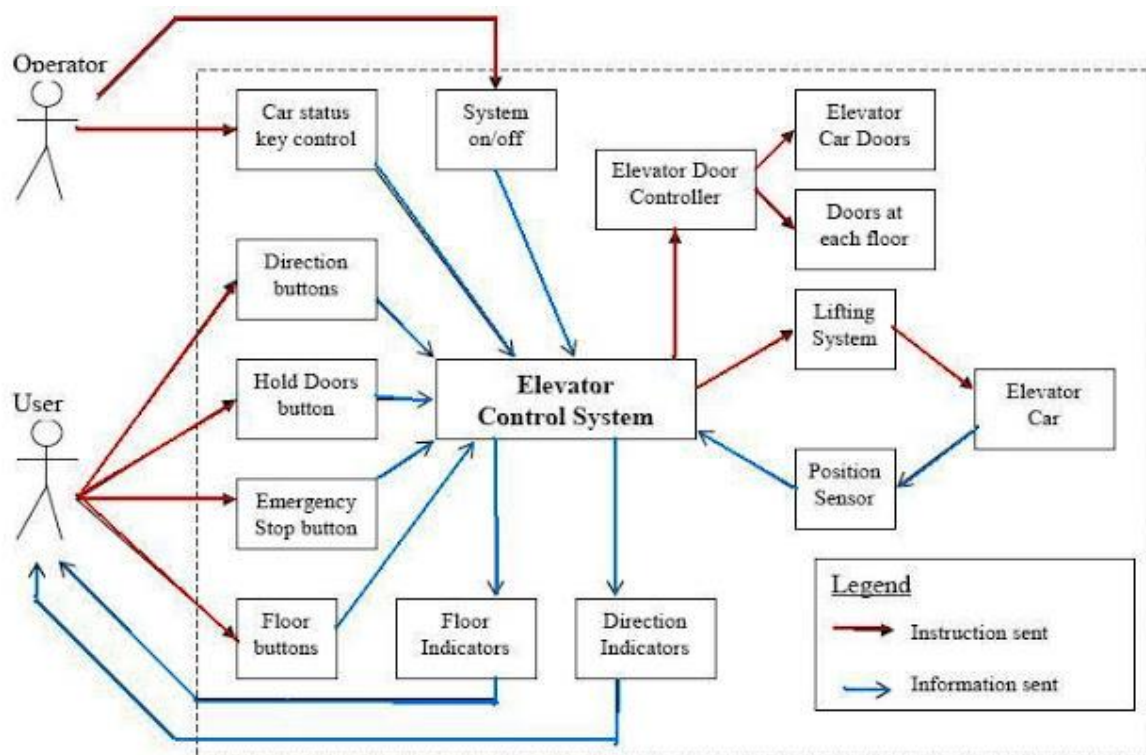 Operator
Car status
key control
System
on/off
Elevator
Car Doors
Elevator Door
Controller
Doors at
each floor
Direction
buttons
Lifting
System
Hold Doors
button
Elevator
Control System
Elevator
Car
User
Emergency
Stop button
Position
Sensor
Floor
buttons
Floor
Indicators
Direction
Indicators
Legend
Instruction sent
Information sent